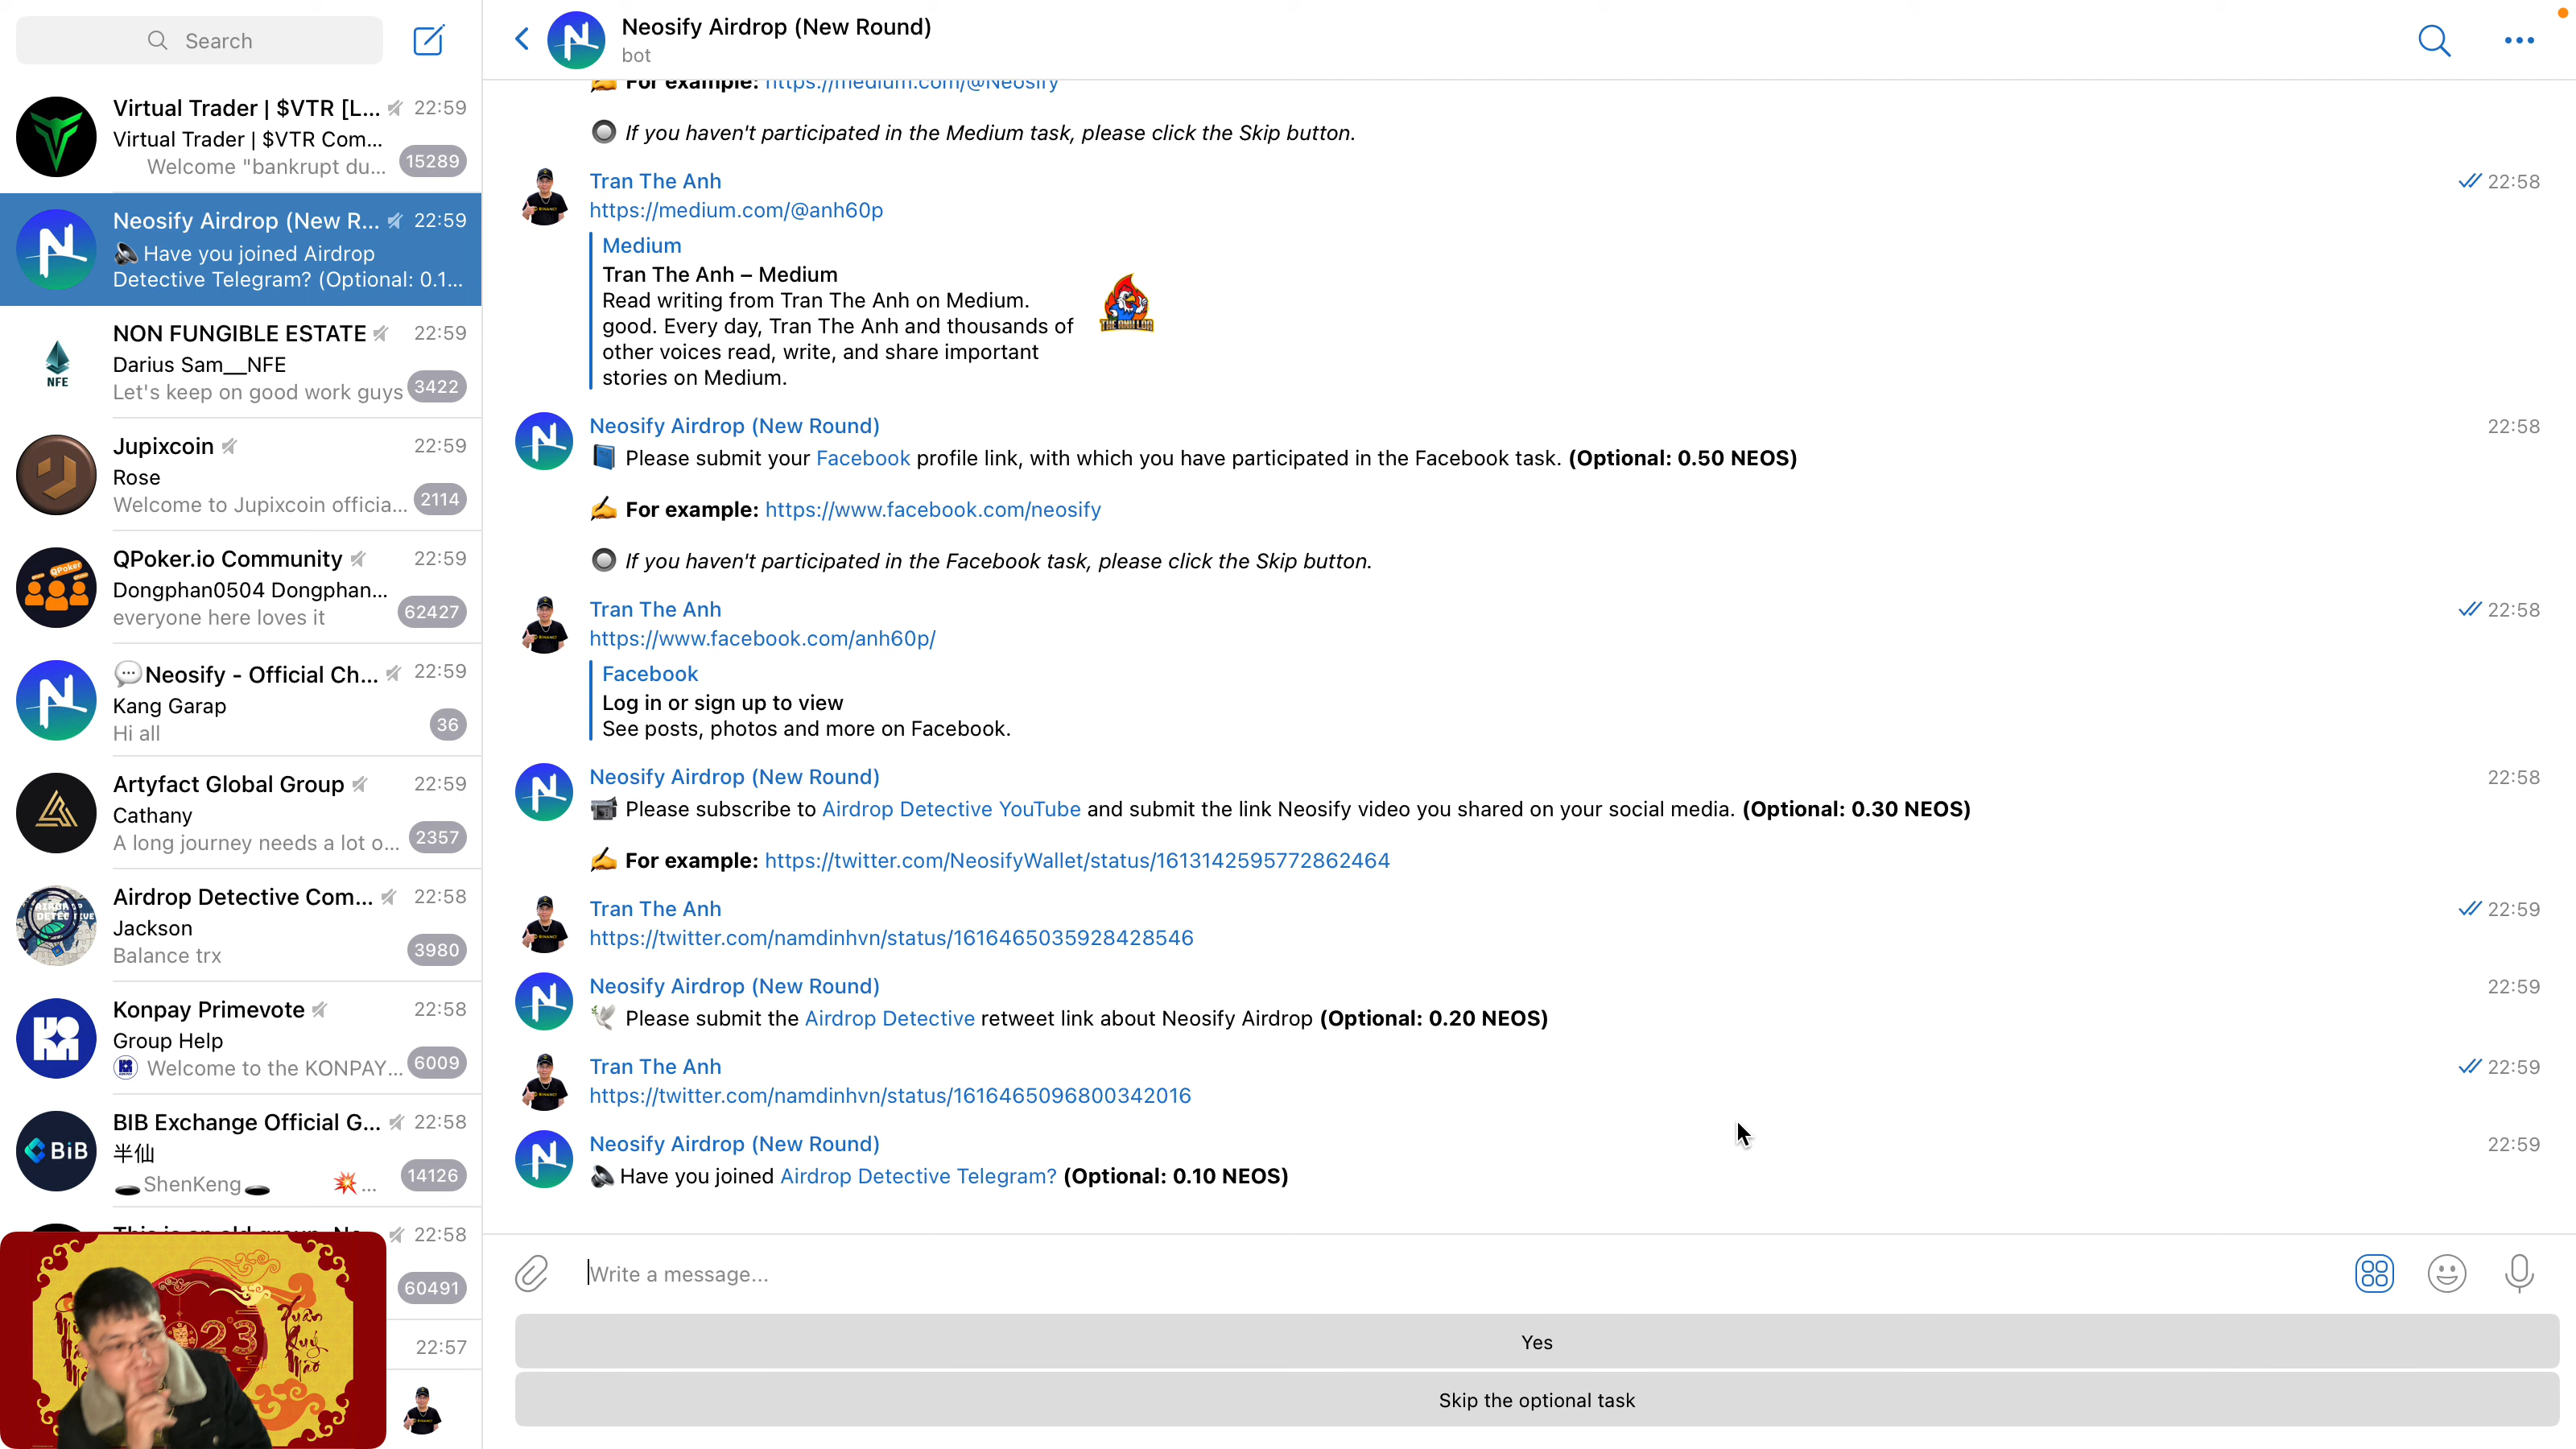 Search
Virtual Trader | $VTR [L... 22:59
Virtual Trader | $VTR Com...
Welcome "bankrupt du... 15289
Neosify Airdrop (New R... 22:59
Have you joined Airdrop
Detective Telegram? (Optional: 0.1...
NFE
NON FUNGIBLE ESTATE 22:59
Darius Sam__NFE
Let's keep on good work guys 3422
Jupixcoin 22:59
Rose
Welcome to Jupixcoin officia... 2114
QPoker
QPoker.io Community 22:59
Dongphan0504 Dongphan...
everyone here loves it 62427
Neosify - Official Ch... 22:59
Kang Garap
Hi all 36
Artyfact Global Group 22:59
Cathany
A long journey needs a lot o... 2357
AIRDROP DETECTIVE
Airdrop Detective Com... 22:58
Jackson
Balance trx 3980
Konpay Primevote 22:58
Group Help
Welcome to the KONPAY... 6009
BiB
BIB Exchange Official G... 22:58
半仙
ShenKeng ... 14126
22:58
60491
22:57
Xuân
Quý
Mão
Neosify Airdrop (New Round)
bot
For example: https://medium.com/@Neosify
If you haven't participated in the Medium task, please click the Skip button.
Tran The Anh 22:58
https://medium.com/@anh60p
Medium
Tran The Anh – Medium
Read writing from Tran The Anh on Medium.
good. Every day, Tran The Anh and thousands of
other voices read, write, and share important
stories on Medium.
Neosify Airdrop (New Round) 22:58
Please submit your Facebook profile link, with which you have participated in the Facebook task. (Optional: 0.50 NEOS)
For example: https://www.facebook.com/neosify
If you haven't participated in the Facebook task, please click the Skip button.
Tran The Anh 22:58
https://www.facebook.com/anh60p/
Facebook
Log in or sign up to view
See posts, photos and more on Facebook.
Neosify Airdrop (New Round) 22:58
Please subscribe to Airdrop Detective YouTube and submit the link Neosify video you shared on your social media. (Optional: 0.30 NEOS)
For example: https://twitter.com/NeosifyWallet/status/1613142595772862464
Tran The Anh 22:59
https://twitter.com/namdinhvn/status/1616465035928428546
Neosify Airdrop (New Round) 22:59
Please submit the Airdrop Detective retweet link about Neosify Airdrop (Optional: 0.20 NEOS)
Tran The Anh 22:59
https://twitter.com/namdinhvn/status/1616465096800342016
Neosify Airdrop (New Round) 22:59
Have you joined Airdrop Detective Telegram? (Optional: 0.10 NEOS)
Write a message...
Yes
Skip the optional task